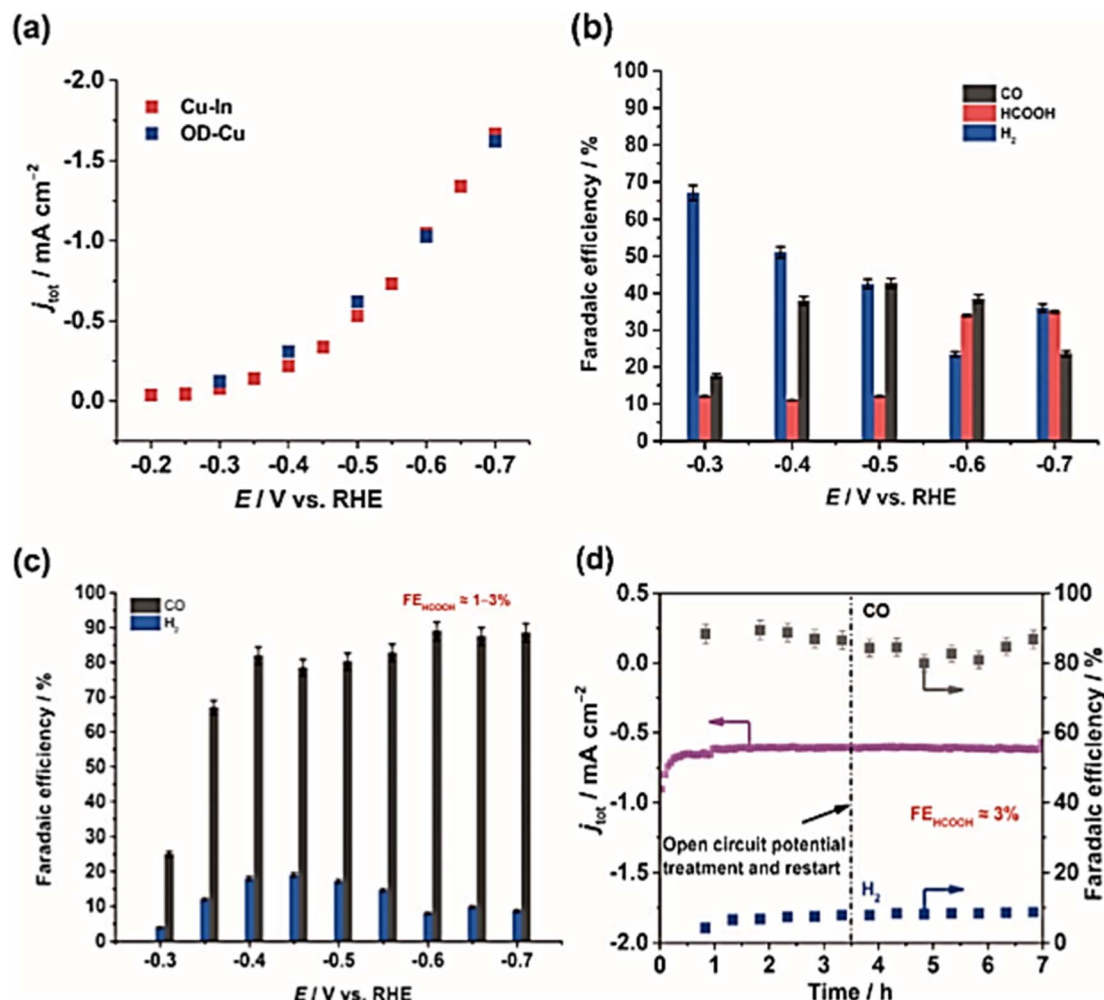 (a)
-2.0
-1.5
-1.0
-0.5
0.0
j_tot / mA cm⁻²
Cu-In
OD-Cu
-0.2 -0.3 -0.4 -0.5 -0.6 -0.7
E / V vs. RHE
(b)
100
90
80
70
60
50
40
30
20
10
0
Faradaic efficiency / %
CO
HCOOH
H₂
-0.3 -0.4 -0.5 -0.6 -0.7
E / V vs. RHE
(c)
100
90
80
70
60
50
40
30
20
10
0
Faradaic efficiency / %
CO
H₂
FE_HCOOH ≈ 1–3%
-0.3 -0.4 -0.5 -0.6 -0.7
E / V vs. RHE
(d)
0.5
0.0
-0.5
-1.0
-1.5
-2.0
j_tot / mA cm⁻²
CO
FE_HCOOH ≈ 3%
Open circuit potential
treatment and restart
H₂
100
80
60
40
20
0
Faradaic efficiency / %
0 1 2 3 4 5 6 7
Time / h